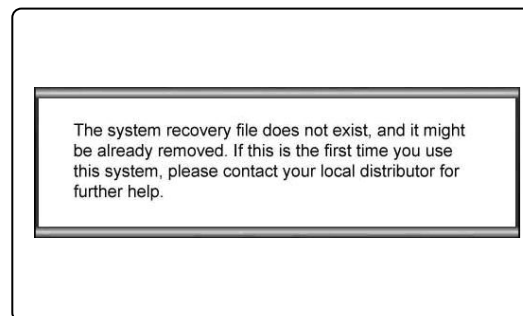 The system recovery file does not exist, and it might
be already removed. If this is the first time you use
this system, please contact your local distributor for
further help.